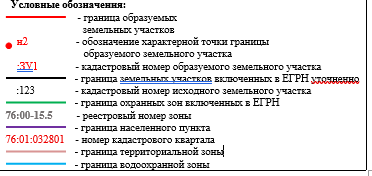 Условные обозначения:
- граница образуемых
земельных участков
н2 - обозначение характерной точки границы
образуемого земельного участка
:ЗУ1 - кадастровый номер образуемого земельного участка
- граница земельных участков включенных в ЕГРН уточненно
:123 - кадастровый номер исходного земельного участка
- граница охранных зон включенных в ЕГРН
76:00-15.5 - реестровый номер зоны
- граница населенного пункта
76:01:032801 - номер кадастрового квартала
- граница территориальной зоны
- граница водоохранной зоны